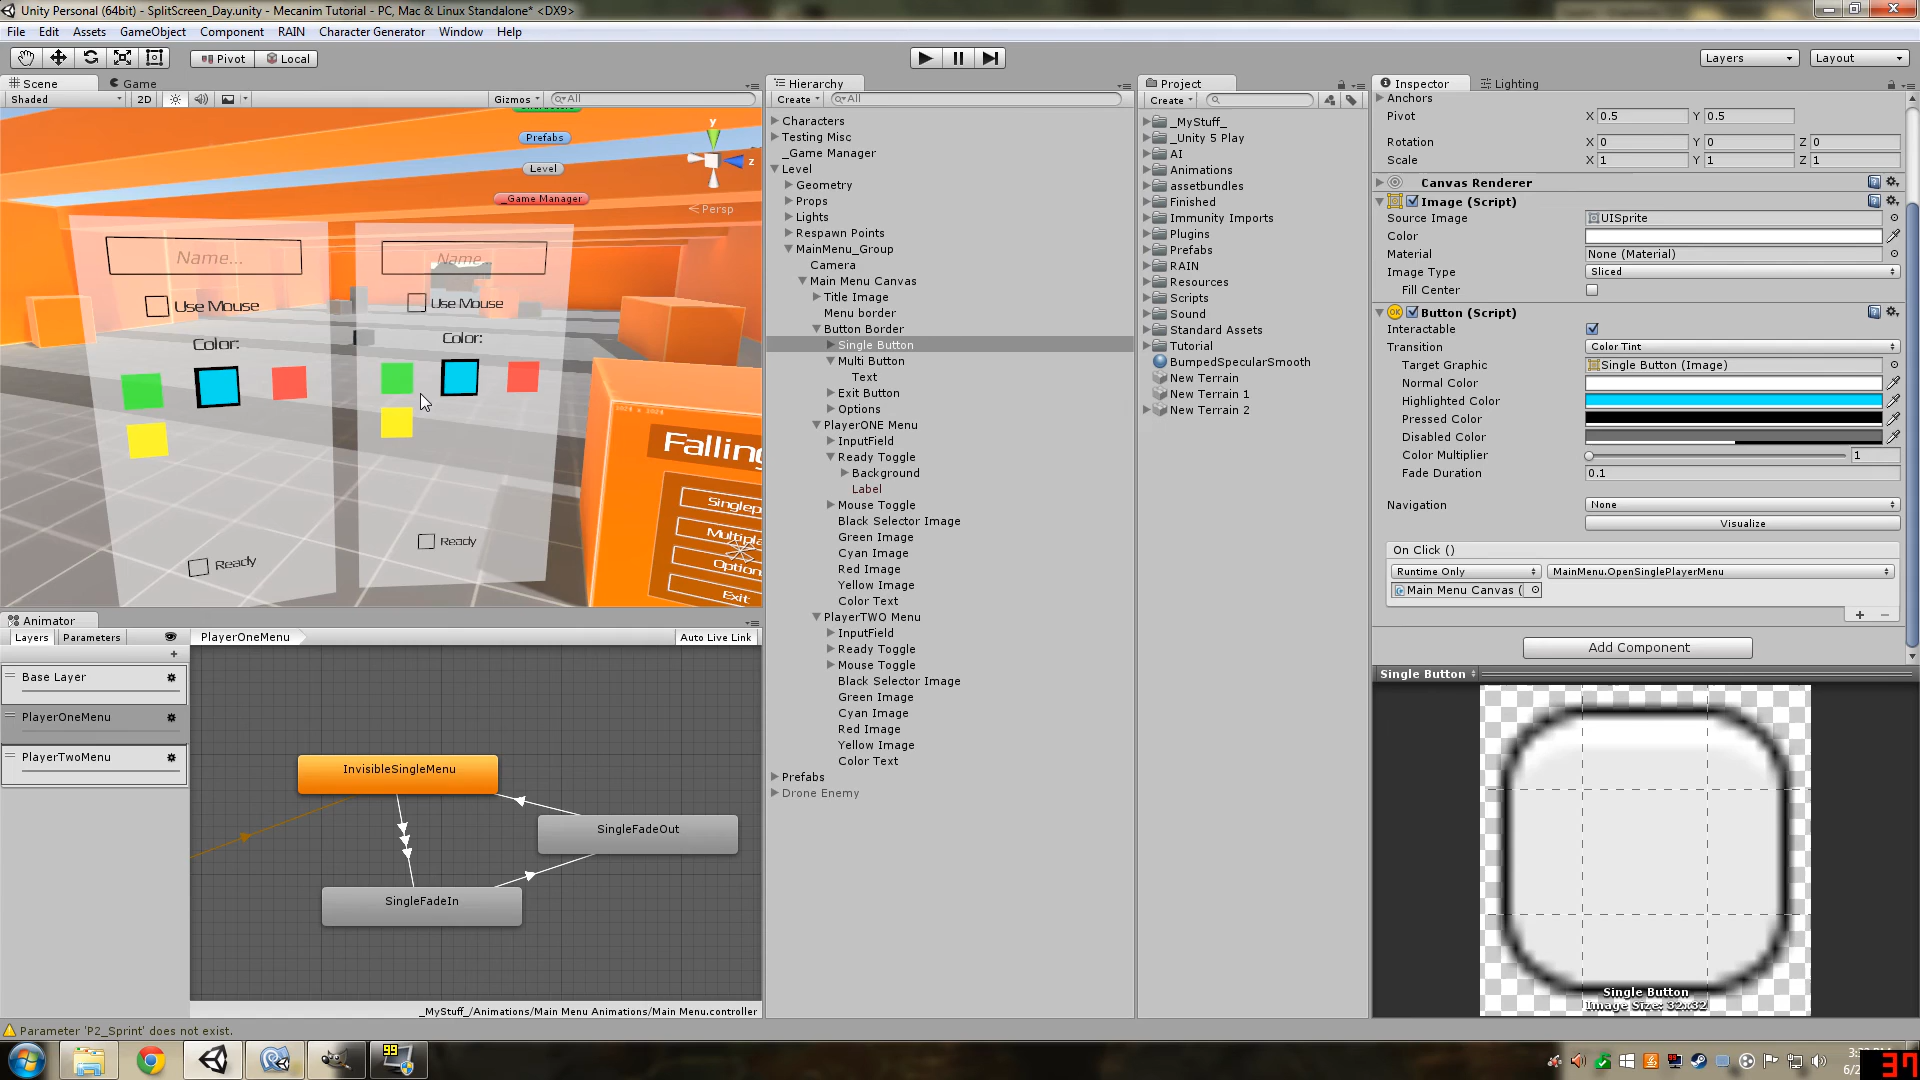 Unity Personal (64bit) - SplitScreen_Day.unity - Mecanim Tutorial - PC, Mac & Linux Standalone* <DX9>
File Edit Assets GameObject Component RAIN Character Generator Window Help
Pivot Local Layers Layout
Scene Game
Shaded 2D Gizmos All
Prefabs
Level
_Game Manager
y
z
Persp
Name...
Use Mouse
Color:
Ready
Name...
Use Mouse
Color:
Ready
Falling
Singlep
Multipla
Option
Exit
Animator
Layers Parameters PlayerOneMenu Auto Live Link
Base Layer
PlayerOneMenu
PlayerTwoMenu
InvisibleSingleMenu
SingleFadeOut
SingleFadeIn
_MyStuff_/Animations/Main Menu Animations/Main Menu.controller
Parameter 'P2_Sprint' does not exist.
Hierarchy
Create All
Characters
Testing Misc
_Game Manager
Level
Geometry
Props
Lights
Respawn Points
MainMenu_Group
Camera
Main Menu Canvas
Title Image
Menu border
Button Border
Single Button
Multi Button
Text
Exit Button
Options
PlayerONE Menu
InputField
Ready Toggle
Background
Label
Mouse Toggle
Black Selector Image
Green Image
Cyan Image
Red Image
Yellow Image
Color Text
PlayerTWO Menu
InputField
Ready Toggle
Mouse Toggle
Black Selector Image
Green Image
Cyan Image
Red Image
Yellow Image
Color Text
Prefabs
Drone Enemy
Project
Create
_MyStuff_
_Unity 5 Play
AI
Animations
assetbundles
Finished
Immunity Imports
Plugins
Prefabs
RAIN
Resources
Scripts
Sound
Standard Assets
Tutorial
BumpedSpecularSmooth
New Terrain
New Terrain 1
New Terrain 2
Inspector Lighting
Anchors
Pivot X 0.5 Y 0.5
Rotation X 0 Y 0 Z 0
Scale X 1 Y 1 Z 1
Canvas Renderer
Image (Script)
Source Image UISprite
Color
Material None (Material)
Image Type Sliced
Fill Center
OK Button (Script)
Interactable
Transition Color Tint
Target Graphic Single Button (Image)
Normal Color
Highlighted Color
Pressed Color
Disabled Color
Color Multiplier 1
Fade Duration 0.1
Navigation None
Visualize
On Click ()
Runtime Only MainMenu.OpenSinglePlayerMenu
Main Menu Canvas (
Add Component
Single Button
Single Button
Image Size: 32x32
99
37